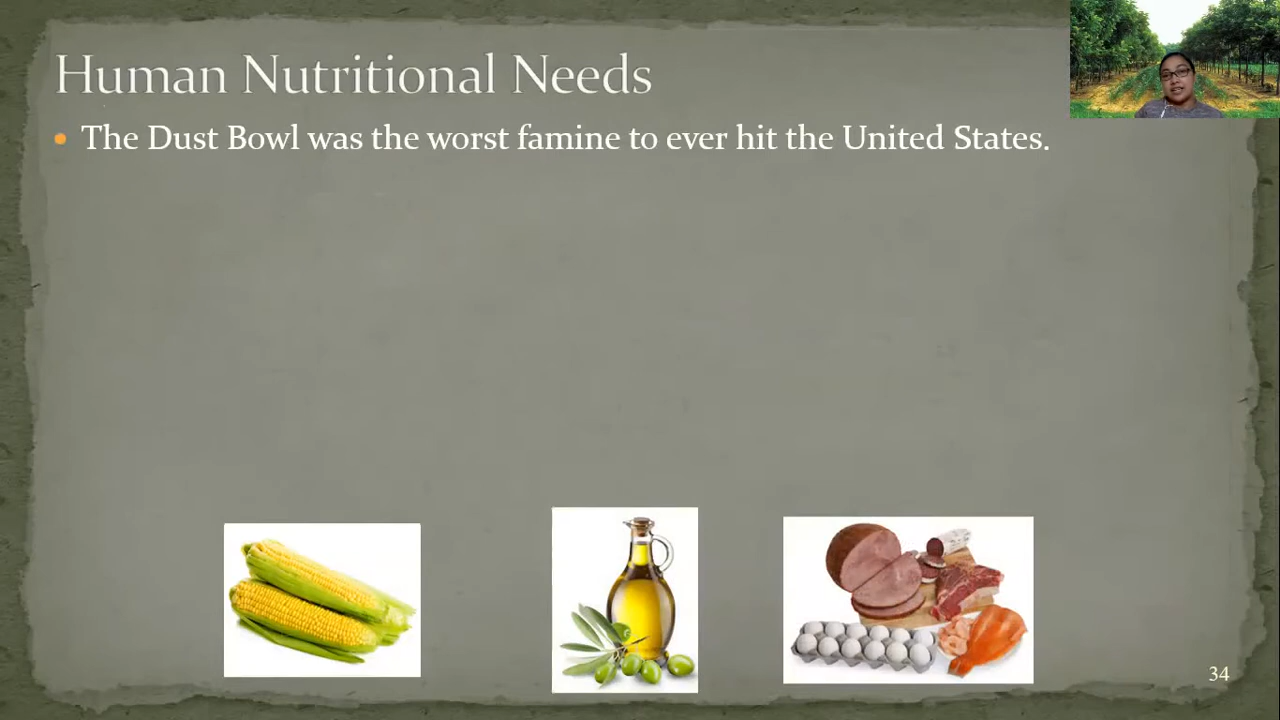 Human Nutritional Needs
The Dust Bowl was the worst famine to ever hit the United States.
34